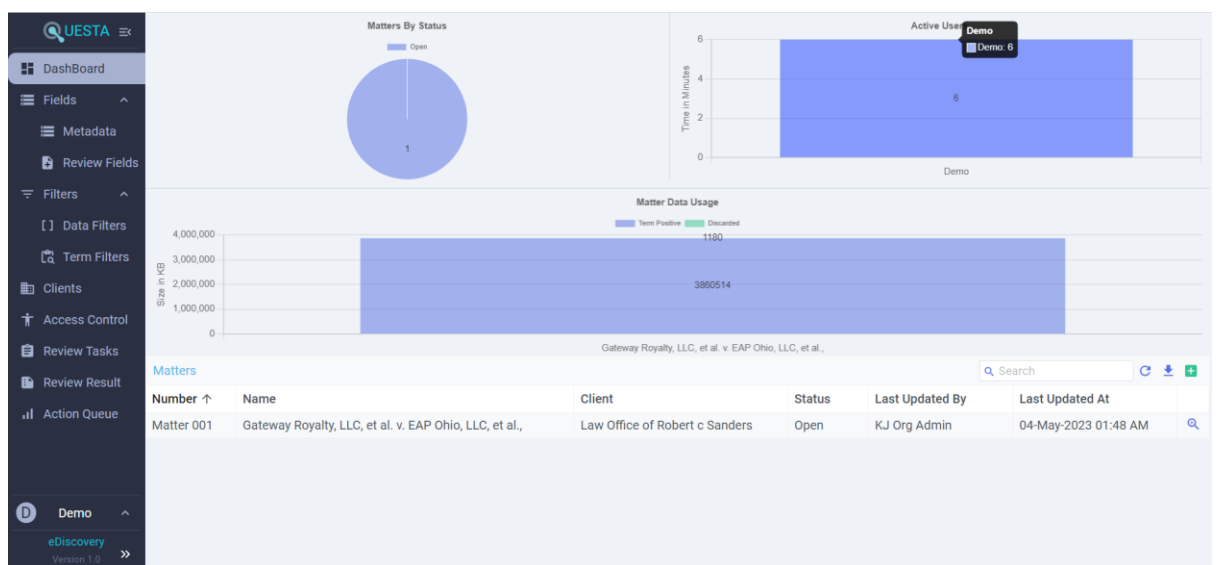 QUESTA
DashBoard
Fields
Metadata
Review Fields
Filters
[ ] Data Filters
Term Filters
Clients
Access Control
Review Tasks
Review Result
Action Queue
D Demo
eDiscovery
Version 1.0
Matters By Status
Open
1
Active User
Demo
Demo: 6
Time in Minutes
6
4
2
0
6
Demo
Matter Data Usage
Term Positive Discarded
Size in KB
4,000,000
3,000,000
2,000,000
1,000,000
0
1180
3860514
Gateway Royalty, LLC, et al. v. EAP Ohio, LLC, et al.,
Matters
Search
Number ↑ Name Client Status Last Updated By Last Updated At
Matter 001 Gateway Royalty, LLC, et al. v. EAP Ohio, LLC, et al., Law Office of Robert c Sanders Open KJ Org Admin 04-May-2023 01:48 AM